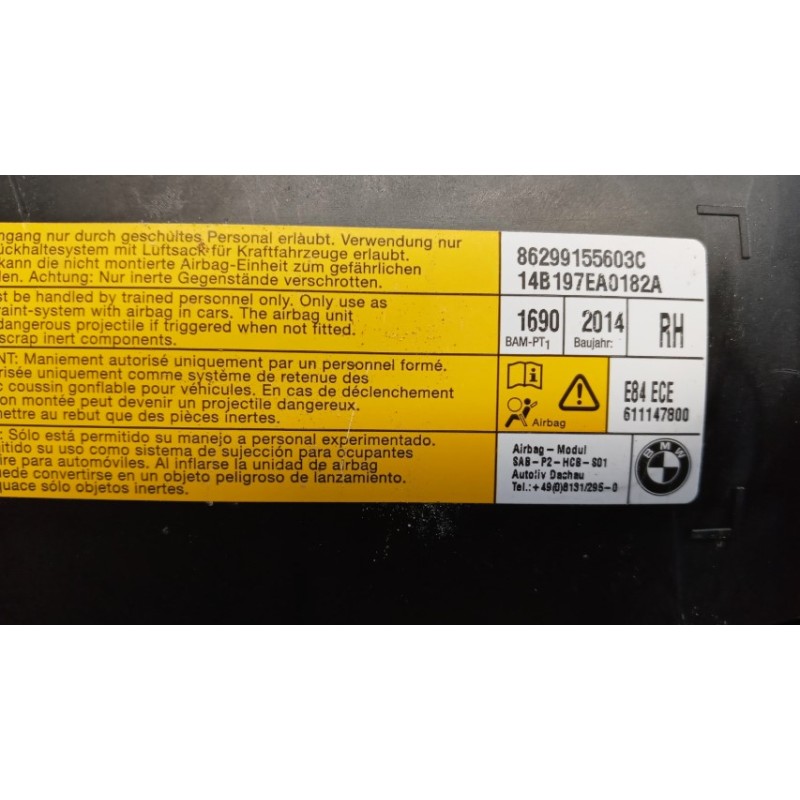 ngang nur durch geschultes Personal erlaubt. Verwendung nur
ückhaltesystem mit Luftsack für Kraftfahrzeuge erlaubt.
kann die nicht montierte Airbag-Einheit zum gefährlichen
den. Achtung: Nur inerte Gegenstände verschrotten.
st be handled by trained personnel only. Only use as
raint-system with airbag in cars. The airbag unit
dangerous projectile if triggered when not fitted.
scrap inert components.
NT: Maniement autorisé uniquement par un personnel formé.
risée uniquement comme système de retenue des
c coussin gonflable pour véhicules. En cas de déclenchement
on montée peut devenir un projectile dangereux.
mettre au rebut que des pièces inertes.
: Sólo está permitido su manejo a personal experimentado.
itido su uso como sistema de sujección para ocupantes
ire para automóviles. Al inflarse la unidad de airbag
uede convertirse en un objeto peligroso de lanzamiento.
quace sólo objetos inertes.
86299155603C
14B197EA0182A
1690
BAM-PT1
2014
Baujahr:
RH
Airbag
E84 ECE
611147800
Airbag - Modul
SAB-P2-HCB-S01
Autoliv Dachau
Tel.:+49(0)8131/295-0
BMW